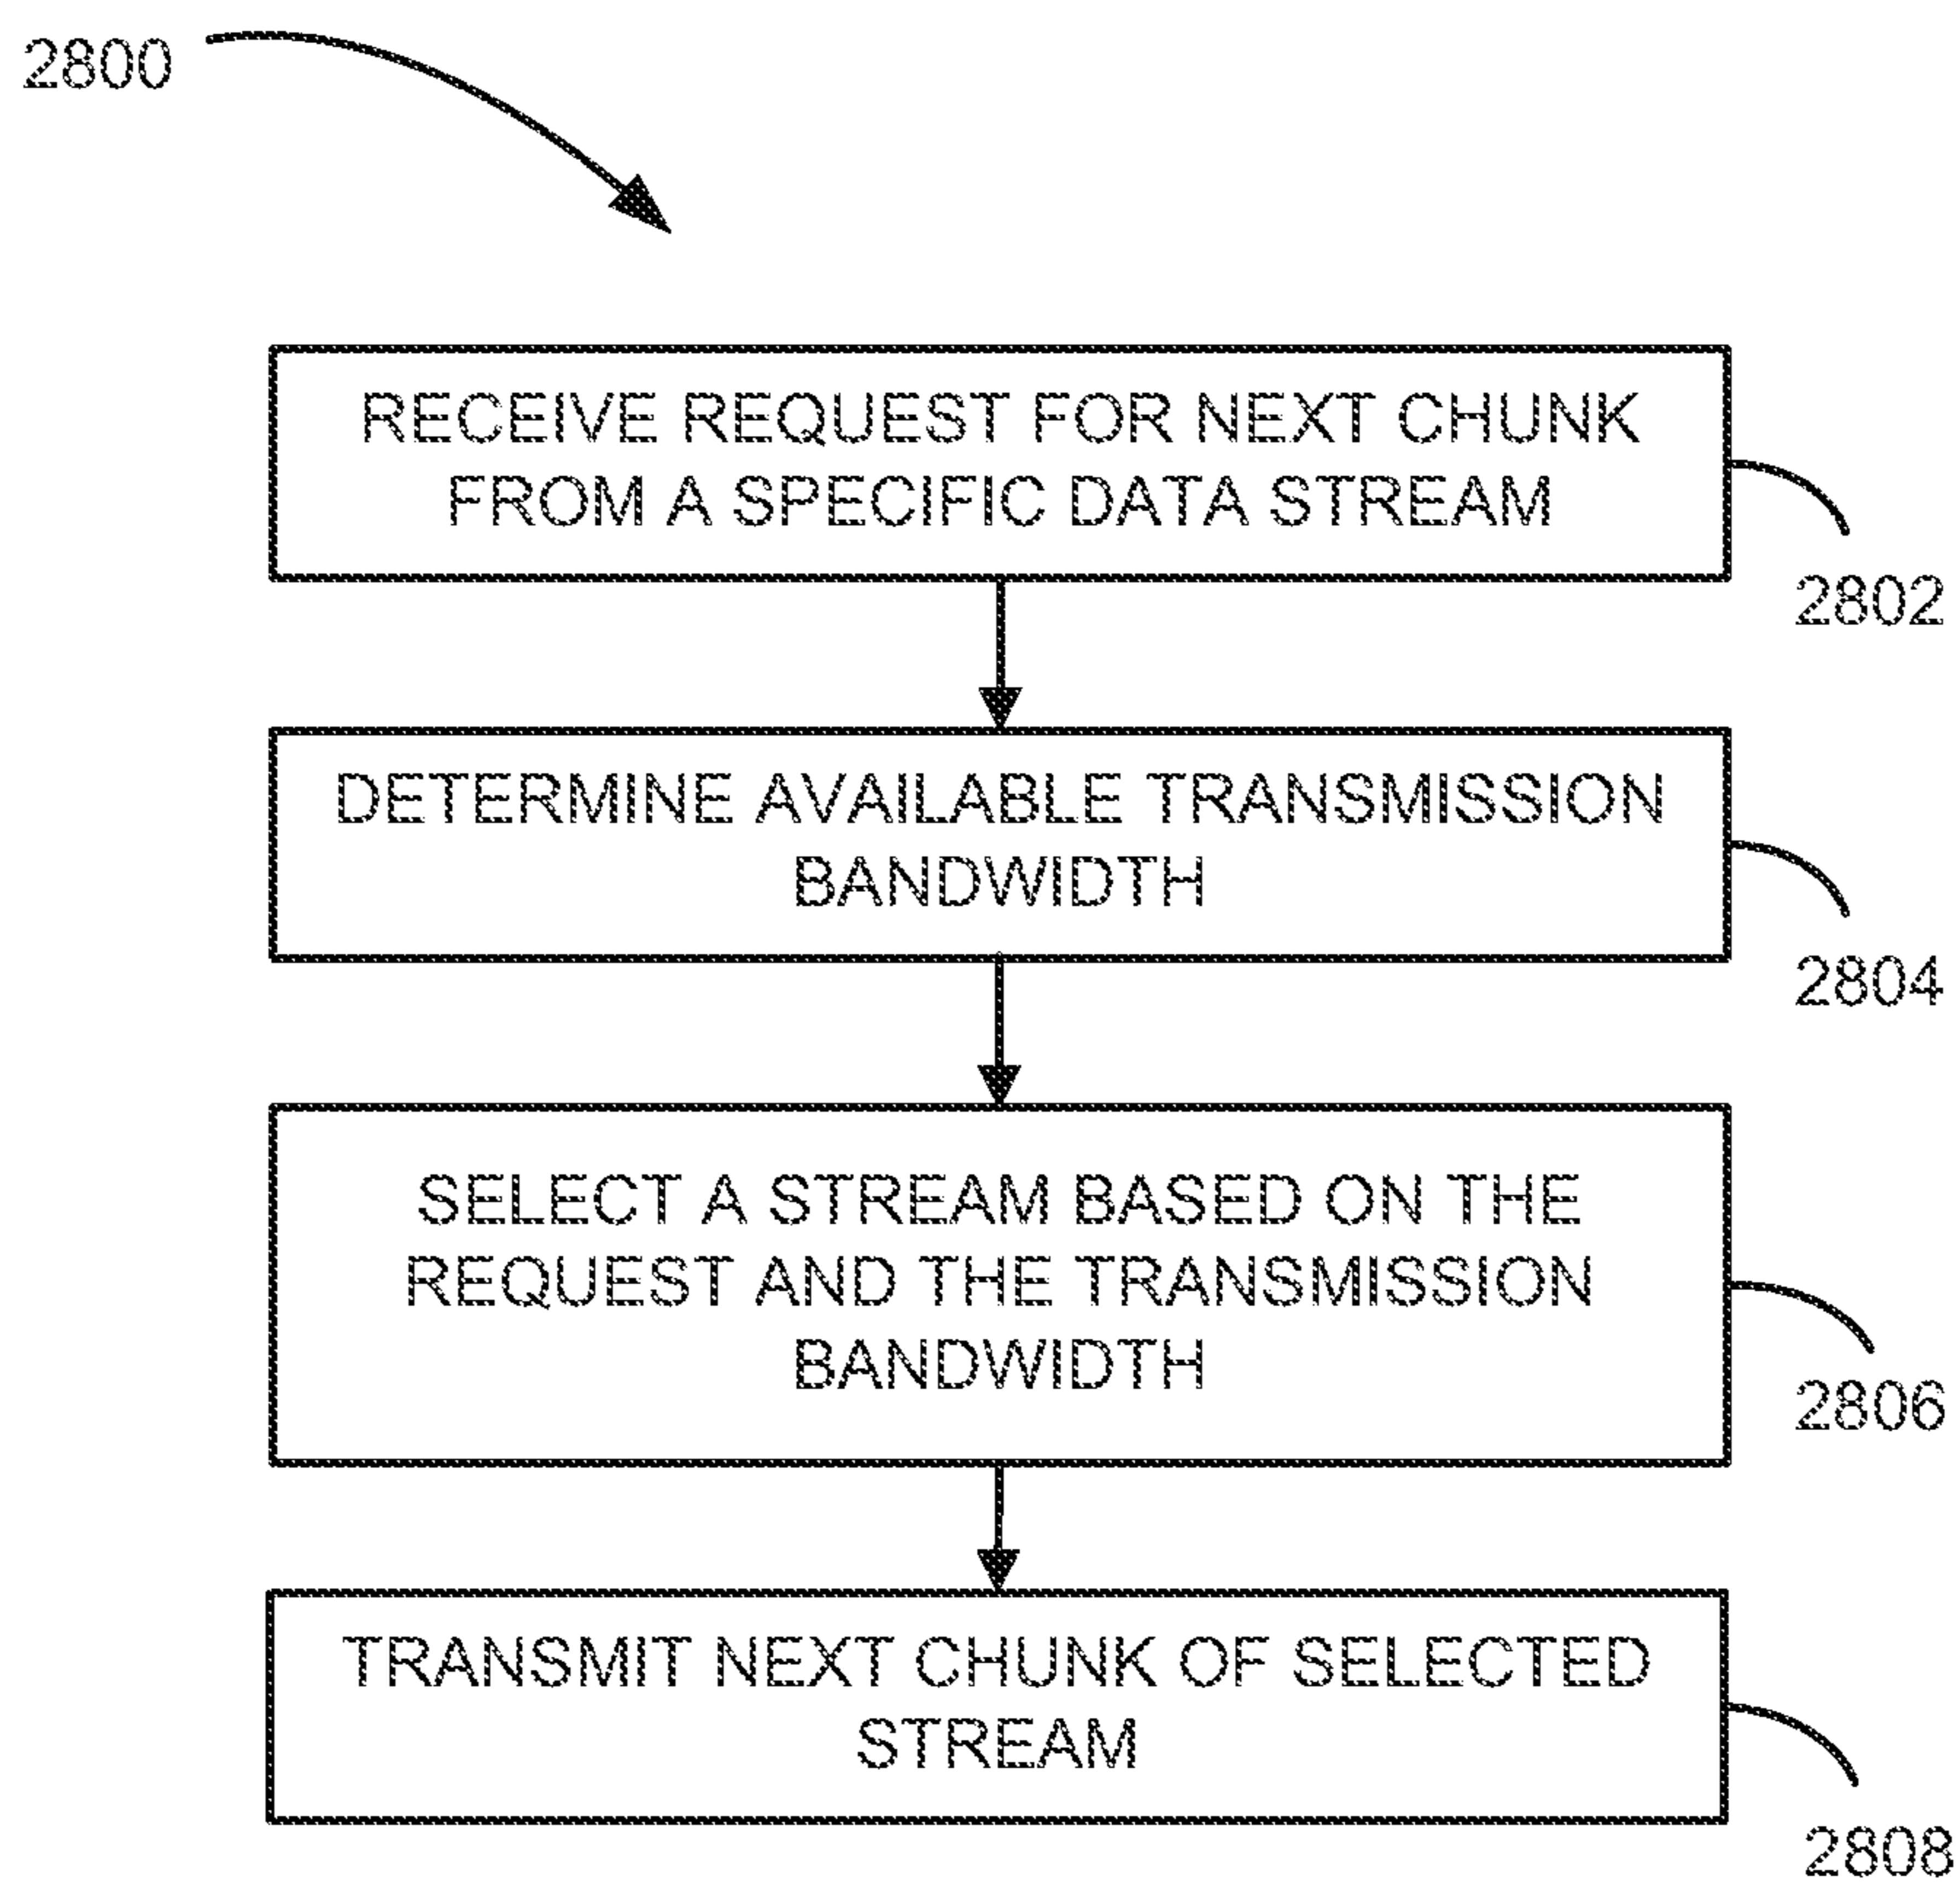 2800
RECEIVE REQUEST FOR NEXT CHUNK
FROM A SPECIFIC DATA STREAM
2802
DETERMINE AVAILABLE TRANSMISSION
BANDWIDTH
2804
SELECT A STREAM BASED ON THE
REQUEST AND THE TRANSMISSION
BANDWIDTH
2806
TRANSMIT NEXT CHUNK OF SELECTED
STREAM
2808